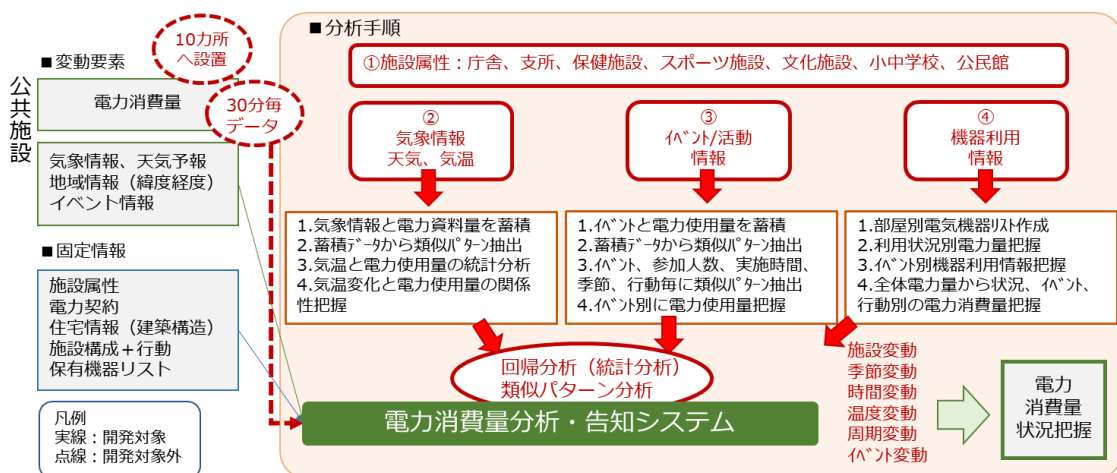 公共施設
■変動要素
10カ所
へ設置
電力消費量
30分毎
データ
気象情報、天気予報
地域情報（緯度経度）
イベント情報
■固定情報
施設属性
電力契約
住宅情報（建築構造）
施設構成＋行動
保有機器リスト
凡例
実線：開発対象
点線：開発対象外
■分析手順
①施設属性：庁舎、支所、保健施設、スポーツ施設、文化施設、小中学校、公民館
②
気象情報
天気、気温
③
ｲﾍﾞﾝﾄ/活動
情報
④
機器利用
情報
1.気象情報と電力資料量を蓄積
2.蓄積ﾃﾞｰﾀから類似ﾊﾟﾀｰﾝ抽出
3.気温と電力使用量の統計分析
4.気温変化と電力使用量の関係
性把握
1.ｲﾍﾞﾝﾄと電力使用量を蓄積
2.蓄積ﾃﾞｰﾀから類似ﾊﾟﾀｰﾝ抽出
3.ｲﾍﾞﾝﾄ、参加人数、実施時間、
季節、行動毎に類似ﾊﾟﾀｰﾝ抽出
4.ｲﾍﾞﾝﾄ別に電力使用量把握
1.部屋別電気機器ﾘｽﾄ作成
2.利用状況別電力量把握
3.ｲﾍﾞﾝﾄ別機器利用情報把握
4.全体電力量から状況、ｲﾍﾞﾝﾄ、
行動別の電力消費量把握
回帰分析（統計分析）
類似パターン分析
電力消費量分析・告知システム
施設変動
季節変動
時間変動
温度変動
周期変動
ｲﾍﾞﾝﾄ変動
電力
消費量
状況把握